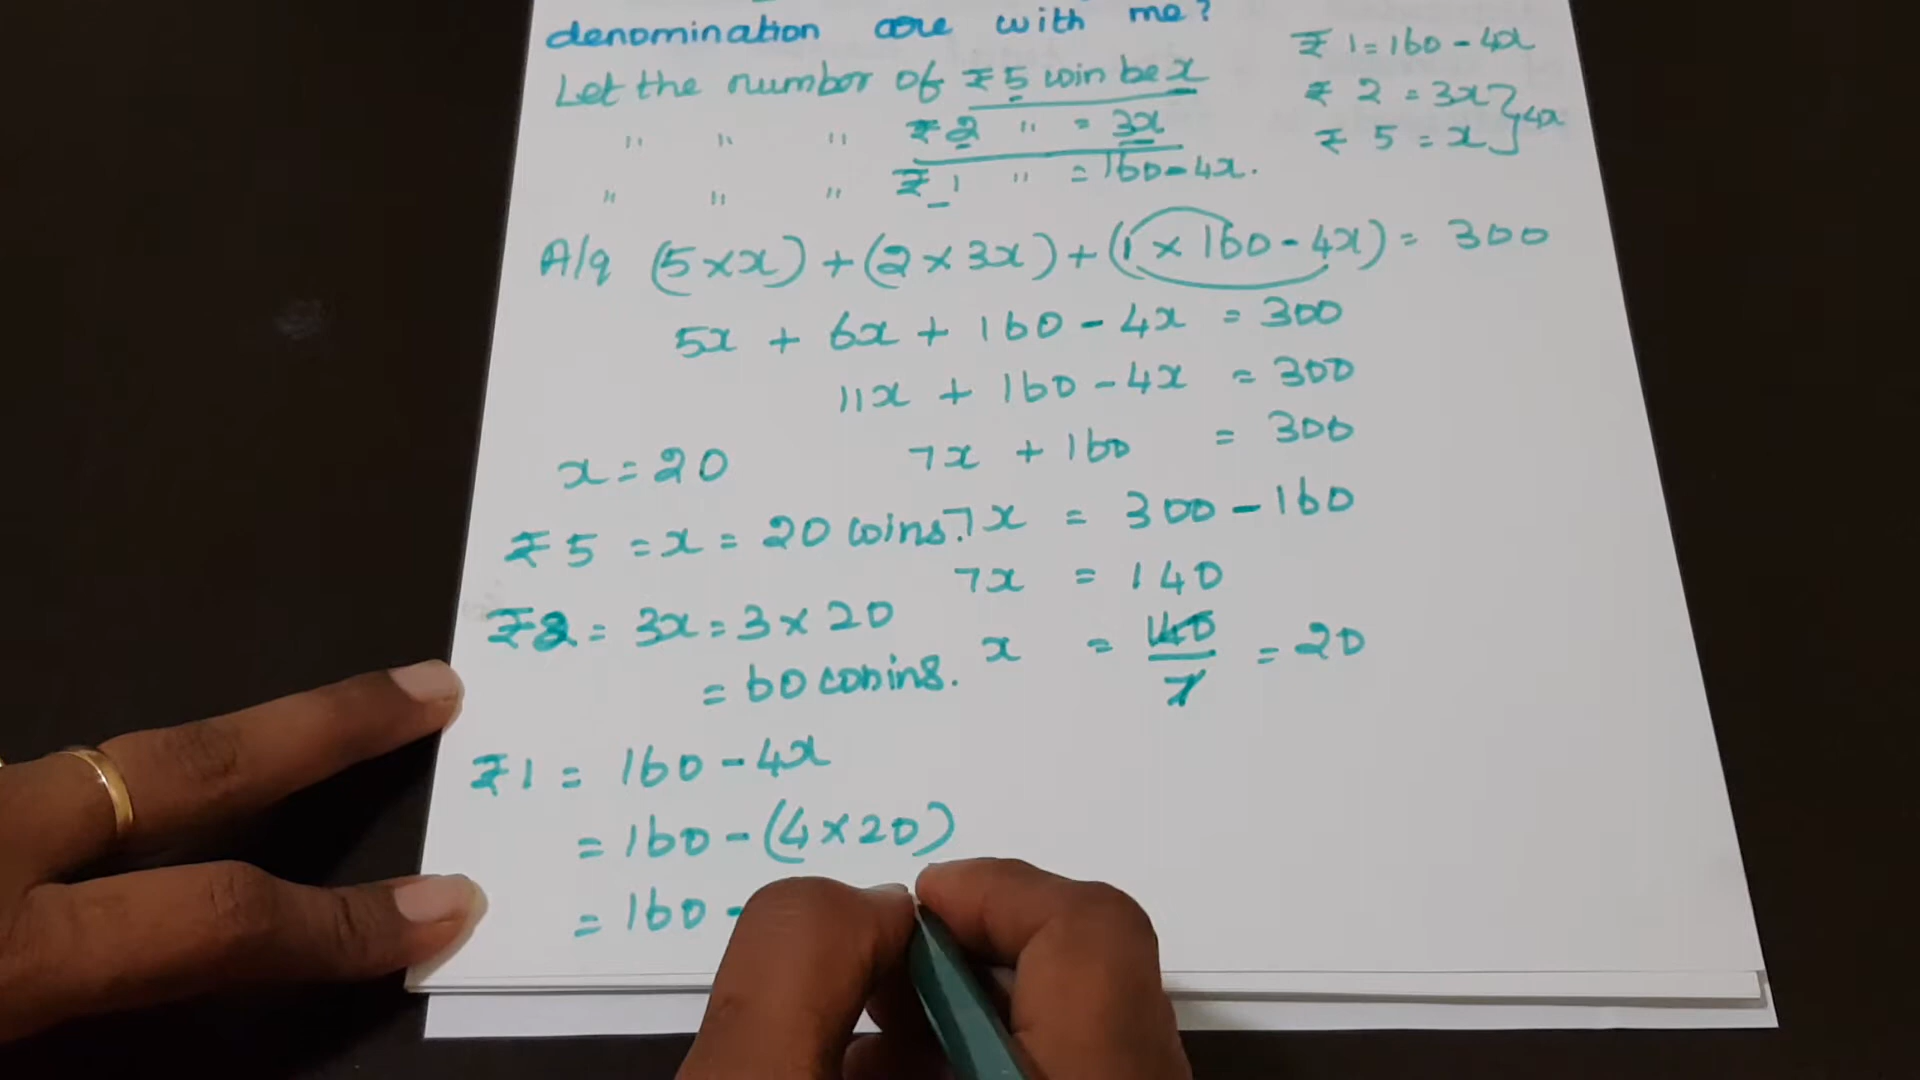 denomination are with me?
Let the number of ₹5 coin be x
" " " ₹2 " = 3x
" " " ₹1 " = 160-4x.
₹ 1 = 160 - 4x
₹ 2 = 3x } 4x
₹ 5 = x
A/q (5 × x) + (2 × 3x) + (1 × 160 - 4x) = 300
5x + 6x + 160 - 4x = 300
11x + 160 - 4x = 300
7x + 160 = 300
7x = 300 - 160
7x = 140
x = 140/7 = 20
x = 20
₹5 = x = 20 coins.
₹2 = 3x = 3 × 20
= 60 conins.
₹1 = 160 - 4x
= 160 - (4 × 20)
= 160 -